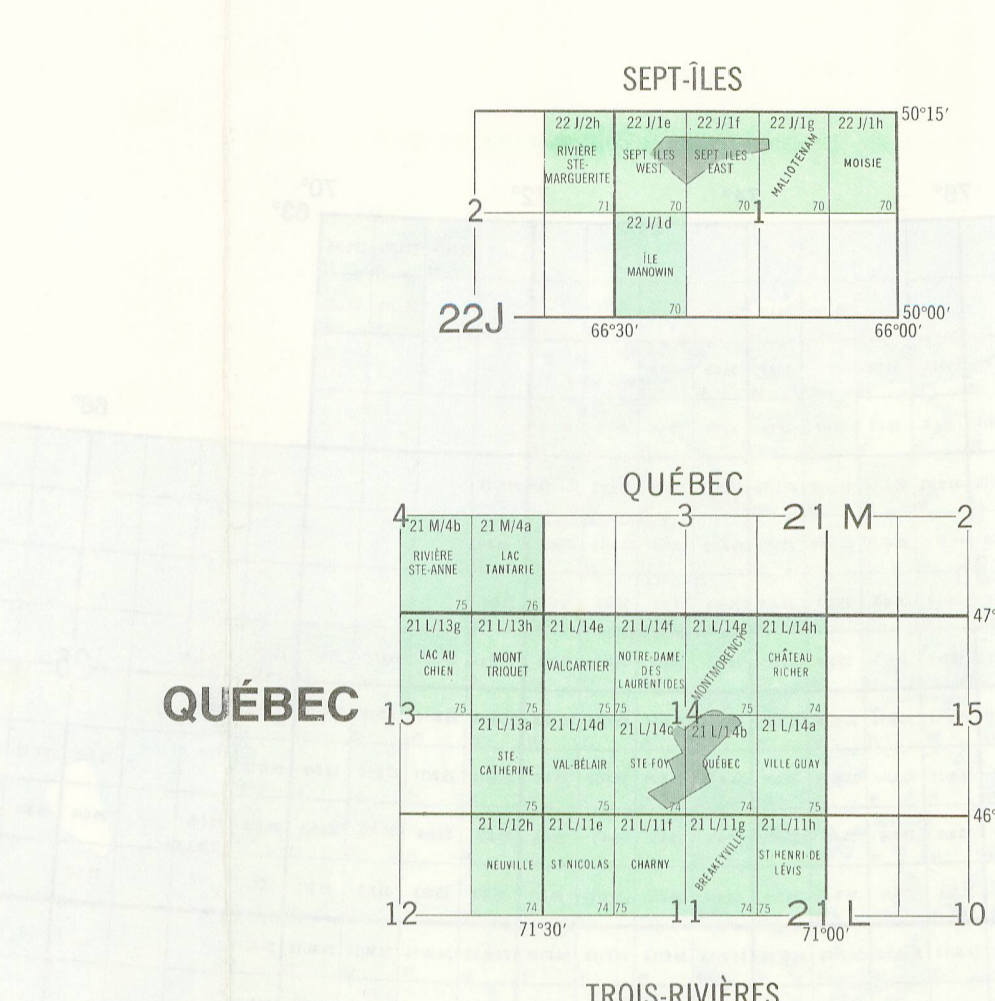 SEPT-ÎLES
50°15′
22 J/2h 22 J/1e 22 J/1f 22 J/1g 22 J/1h
RIVIÈRE
STE-
MARGUERITE
SEPT ILES
WEST
SEPT ILES
EAST
MALIOTENAM
MOISIE
71 70 70 70 70
2 1
22 J/1d
ÎLE
MANOWIN
70
22J
50°00′
66°30′ 66°00′
QUÉBEC
4 3 21 M 2
21 M/4b 21 M/4a
RIVIÈRE
STE-ANNE
LAC
TANTARIE
75 76
47°
21 L/13g 21 L/13h 21 L/14e 21 L/14f 21 L/14g 21 L/14h
LAC AU
CHIEN
MONT
TRIQUET
VALCARTIER
NOTRE-DAME-
DES
LAURENTIDES
MONTMORENCY
CHÂTEAU
RICHER
75 75 75 75 75 74
QUÉBEC
13 14 15
21 L/13a 21 L/14d 21 L/14c 21 L/14b 21 L/14a
STE
CATHERINE
VAL-BÉLAIR
STE FOY
QUÉBEC
VILLE GUAY
75 75 74 74 75
46°
21 L/12h 21 L/11e 21 L/11f 21 L/11g 21 L/11h
NEUVILLE
ST NICOLAS
CHARNY
BREAKEYVILLE
ST HENRI-DE
LÉVIS
74 74 75 74 75
12 11 21 L 10
71°30′ 71°00′
TROIS-RIVIÈRES